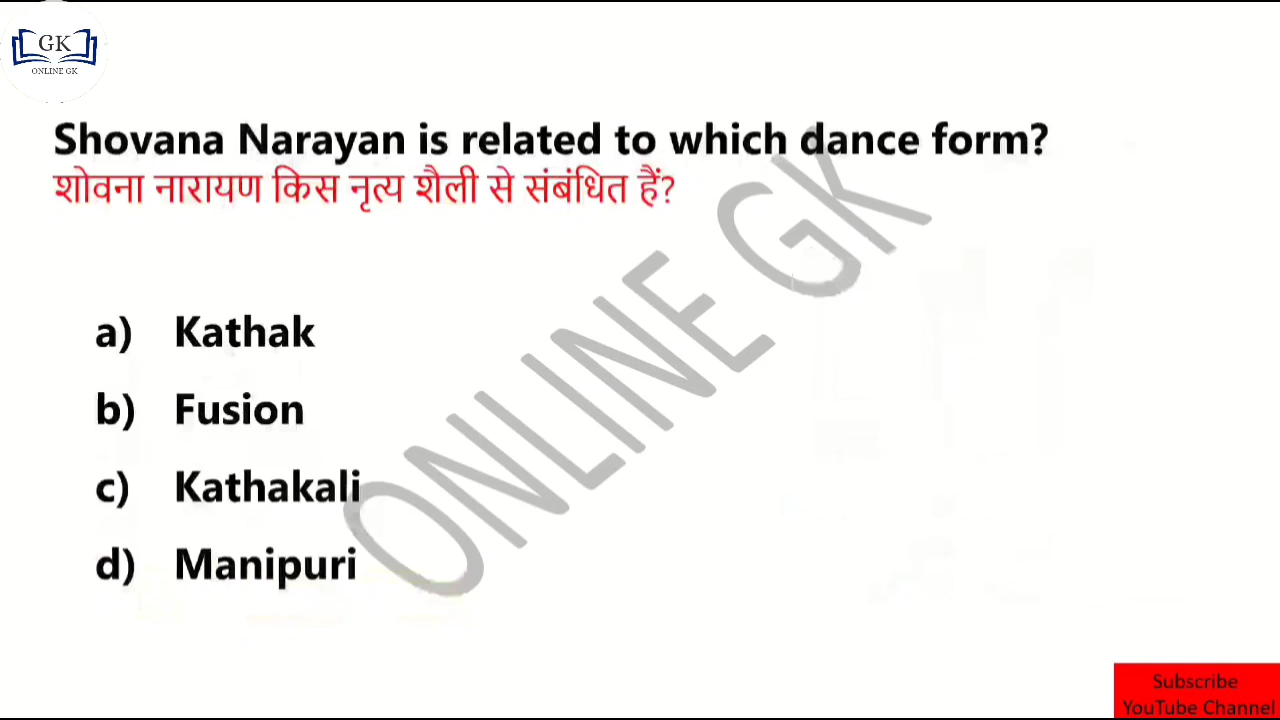 GK
ONLINE GK
Shovana Narayan is related to which dance form?
शोवना नारायण किस नृत्य शैली से संबंधित हैं?
a) Kathak
b) Fusion
c) Kathakali
d) Manipuri
ONLINE GK
Subscribe
YouTube Channel